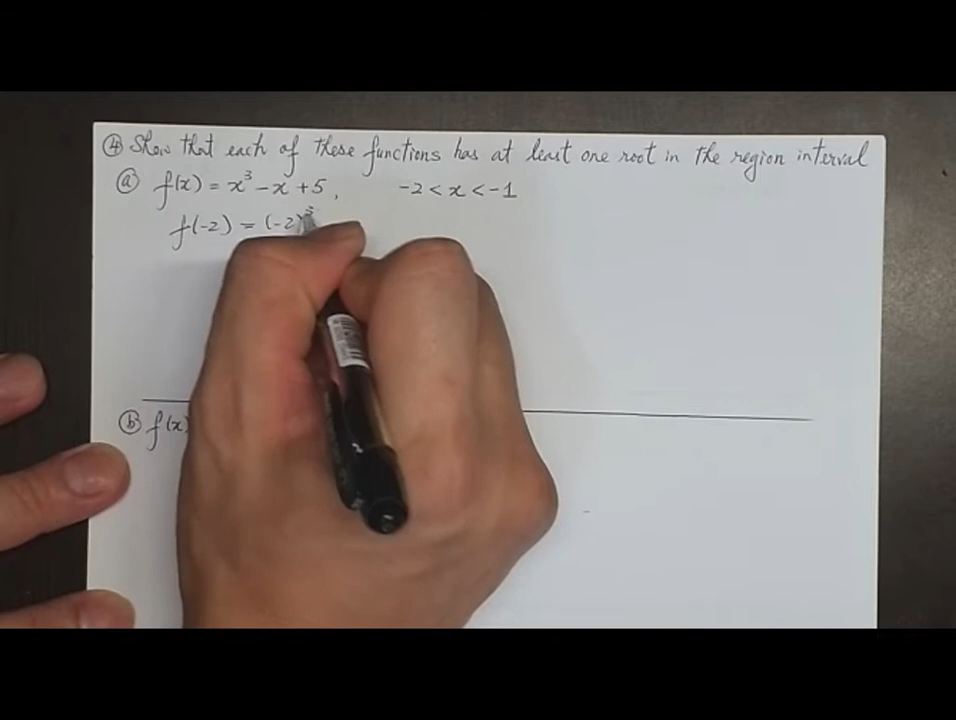 ④ Show that each of these functions has at least one root in the region interval
ⓐ f(x) = x³ - x + 5, -2 < x < -1
f(-2) = (-2)³
ⓑ f(x)